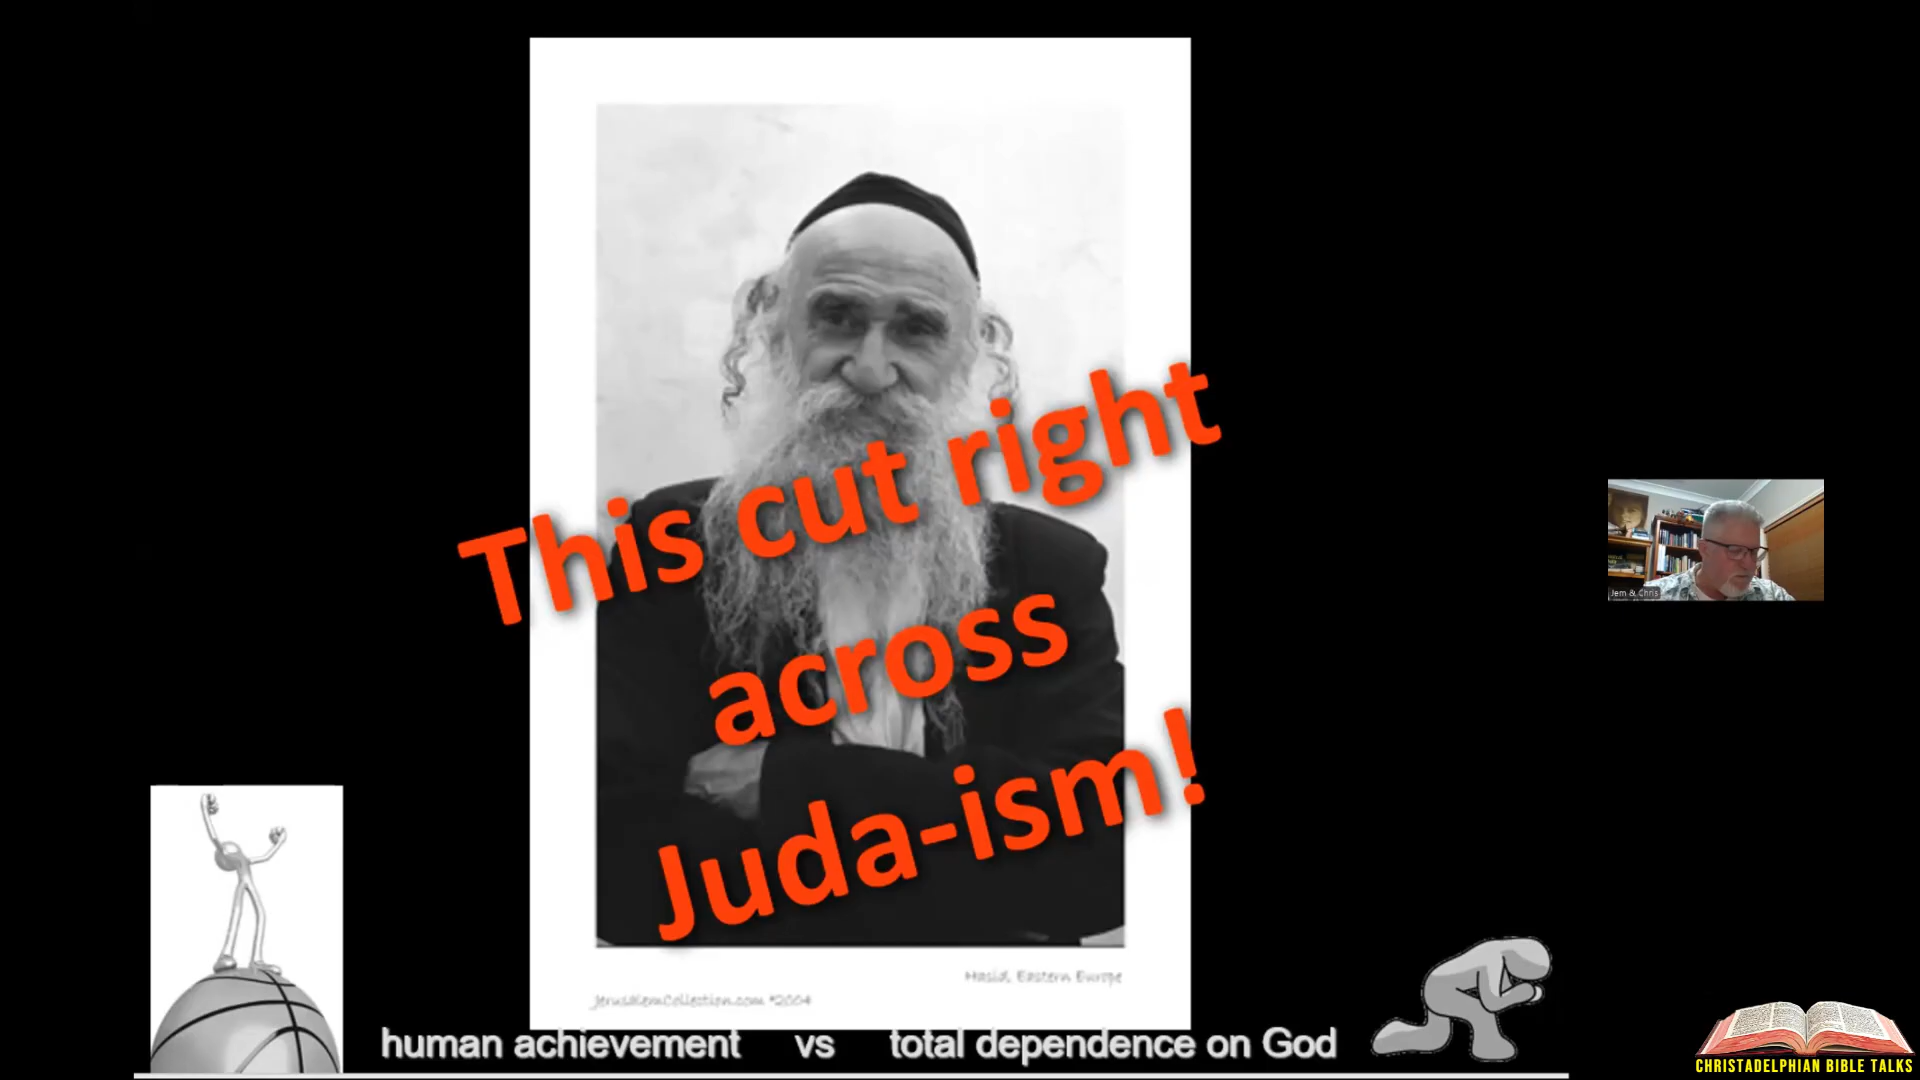 This cut right
across
Juda-ism!
Hasid, Eastern Europe
JerusalemCollection.com ©2004
human achievement vs total dependence on God
Jem & Chris
CHRISTADELPHIAN BIBLE TALKS